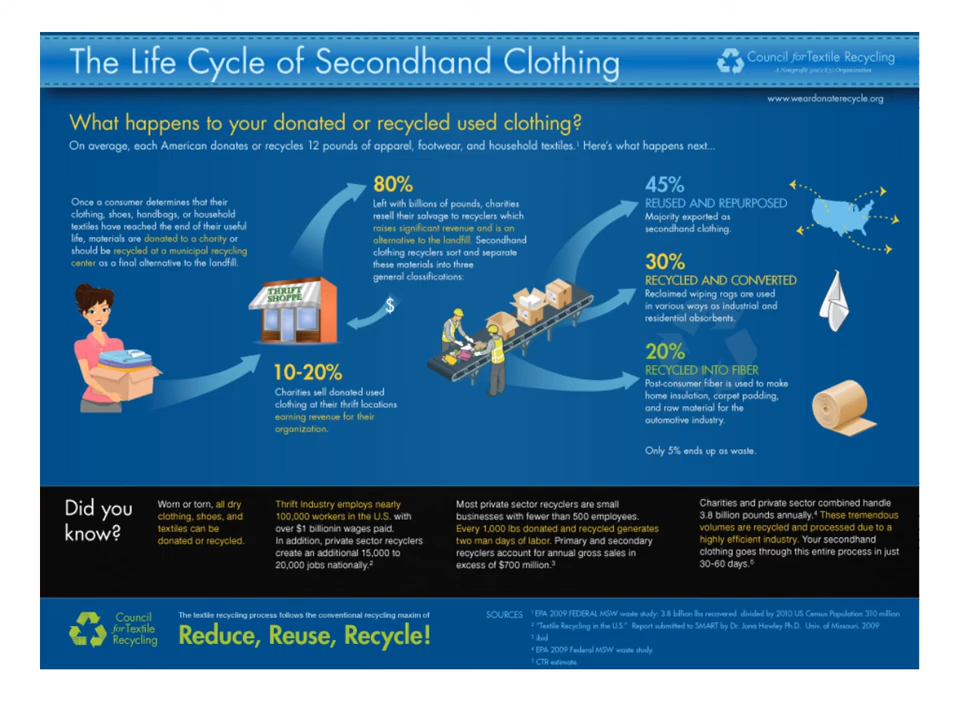 The Life Cycle of Secondhand Clothing
Council for Textile Recycling
A Nonprofit 501(c)(3) Organization
www.weardonaterecycle.org
What happens to your donated or recycled used clothing?
On average, each American donates or recycles 12 pounds of apparel, footwear, and household textiles.¹ Here's what happens next...
Once a consumer determines that their
clothing, shoes, handbags, or household
textiles have reached the end of their useful
life, materials are donated to a charity or
should be recycled at a municipal recycling
center as a final alternative to the landfill.
THRIFT
SHOPPE
10-20%
Charities sell donated used
clothing at their thrift locations
earning revenue for their
organization.
80%
Left with billions of pounds, charities
resell their salvage to recyclers which
raises significant revenue and is an
alternative to the landfill. Secondhand
clothing recyclers sort and separate
these materials into three
general classifications:
$
45%
REUSED AND REPURPOSED
Majority exported as
secondhand clothing.
30%
RECYCLED AND CONVERTED
Reclaimed wiping rags are used
in various ways as industrial and
residential absorbents.
20%
RECYCLED INTO FIBER
Post-consumer fiber is used to make
home insulation, carpet padding,
and raw material for the
automotive industry.
Only 5% ends up as waste.
Did you
know?
Worn or torn, all dry
clothing, shoes, and
textiles can be
donated or recycled.
Thrift Industry employs nearly
100,000 workers in the U.S. with
over $1 billionin wages paid.
In addition, private sector recyclers
create an additional 15,000 to
20,000 jobs nationally.²
Most private sector recyclers are small
businesses with fewer than 500 employees.
Every 1,000 lbs donated and recycled generates
two man days of labor. Primary and secondary
recyclers account for annual gross sales in
excess of $700 million.³
Charities and private sector combined handle
3.8 billion pounds annually.⁴ These tremendous
volumes are recycled and processed due to a
highly efficient industry. Your secondhand
clothing goes through this entire process in just
30-60 days.⁵
Council
for Textile
Recycling
The textile recycling process follows the conventional recycling maxim of
Reduce, Reuse, Recycle!
SOURCES
¹ EPA 2009 FEDERAL MSW waste study: 3.8 billion lbs recovered divided by 2010 US Census Population 310 million
² "Textile Recycling in the U.S." Report submitted to SMART by Dr. Jana Hawley Ph.D. Univ. of Missouri. 2009
³ ibid
⁴ EPA 2009 Federal MSW waste study.
⁵ CTR estimate.